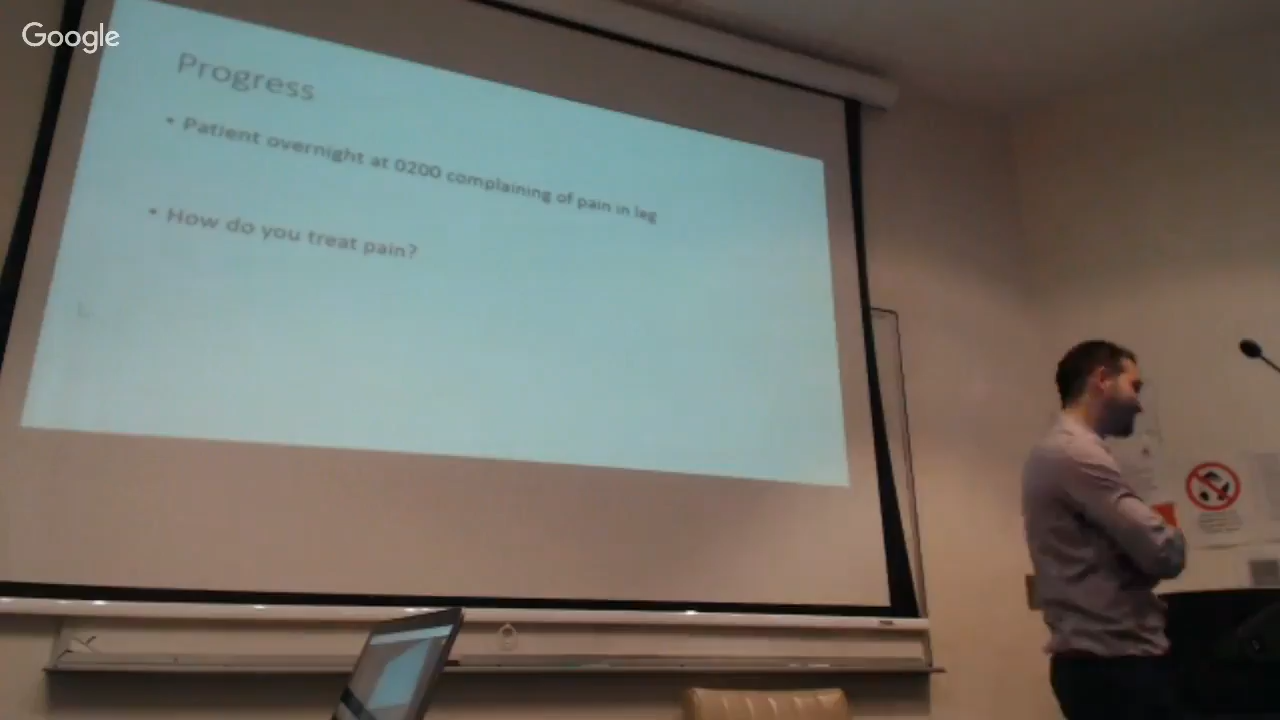 Google
Progress
• Patient overnight at 0200 complaining of pain in leg
• How do you treat pain?